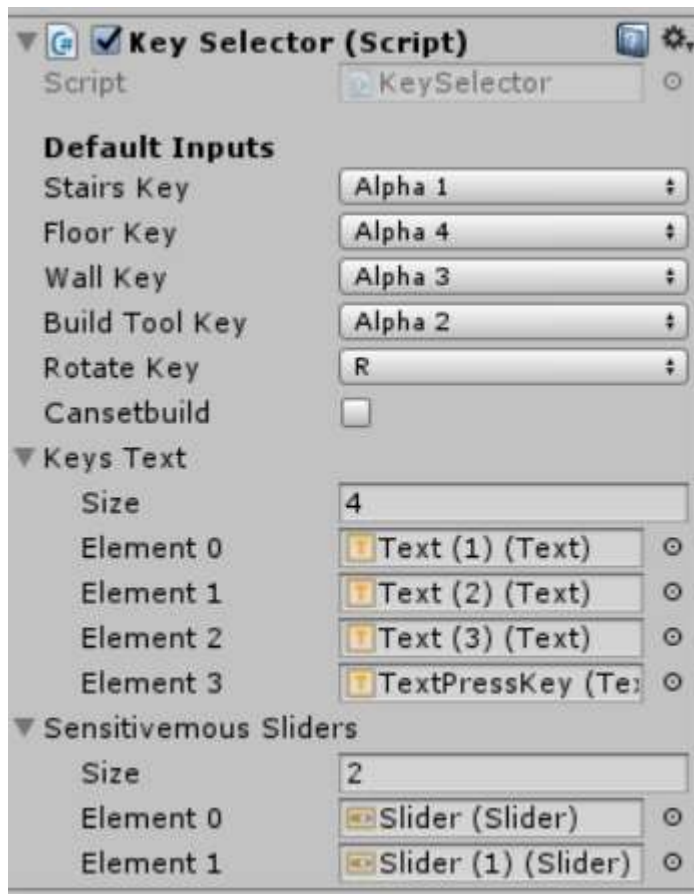 Key Selector (Script)
Script KeySelector
Default Inputs
Stairs Key Alpha 1
Floor Key Alpha 4
Wall Key Alpha 3
Build Tool Key Alpha 2
Rotate Key R
Cansetbuild
Keys Text
Size 4
Element 0 Text (1) (Text)
Element 1 Text (2) (Text)
Element 2 Text (3) (Text)
Element 3 TextPressKey (Te
Sensitivemous Sliders
Size 2
Element 0 Slider (Slider)
Element 1 Slider (1) (Slider)